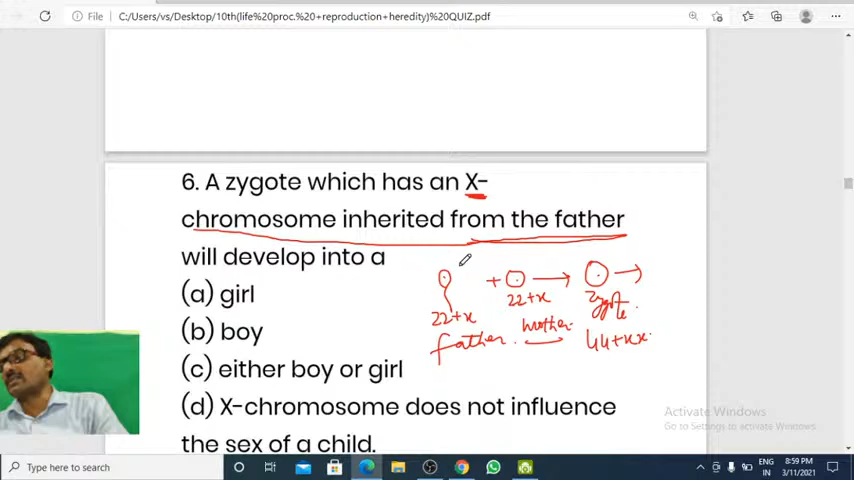 File | C:/Users/vs/Desktop/10th(life%20proc.%20+reproduction+heredity)%20QUIZ.pdf
6. A zygote which has an X-
chromosome inherited from the father
will develop into a
(a) girl
(b) boy
(c) either boy or girl
(d) X-chromosome does not influence
the sex of a child.
+ → →
22+x 22+x zygote.
father. mother. 44+xx.
Activate Windows
Go to Settings to activate Windows.
Type here to search
ENG
IN
8:59 PM
3/11/2021